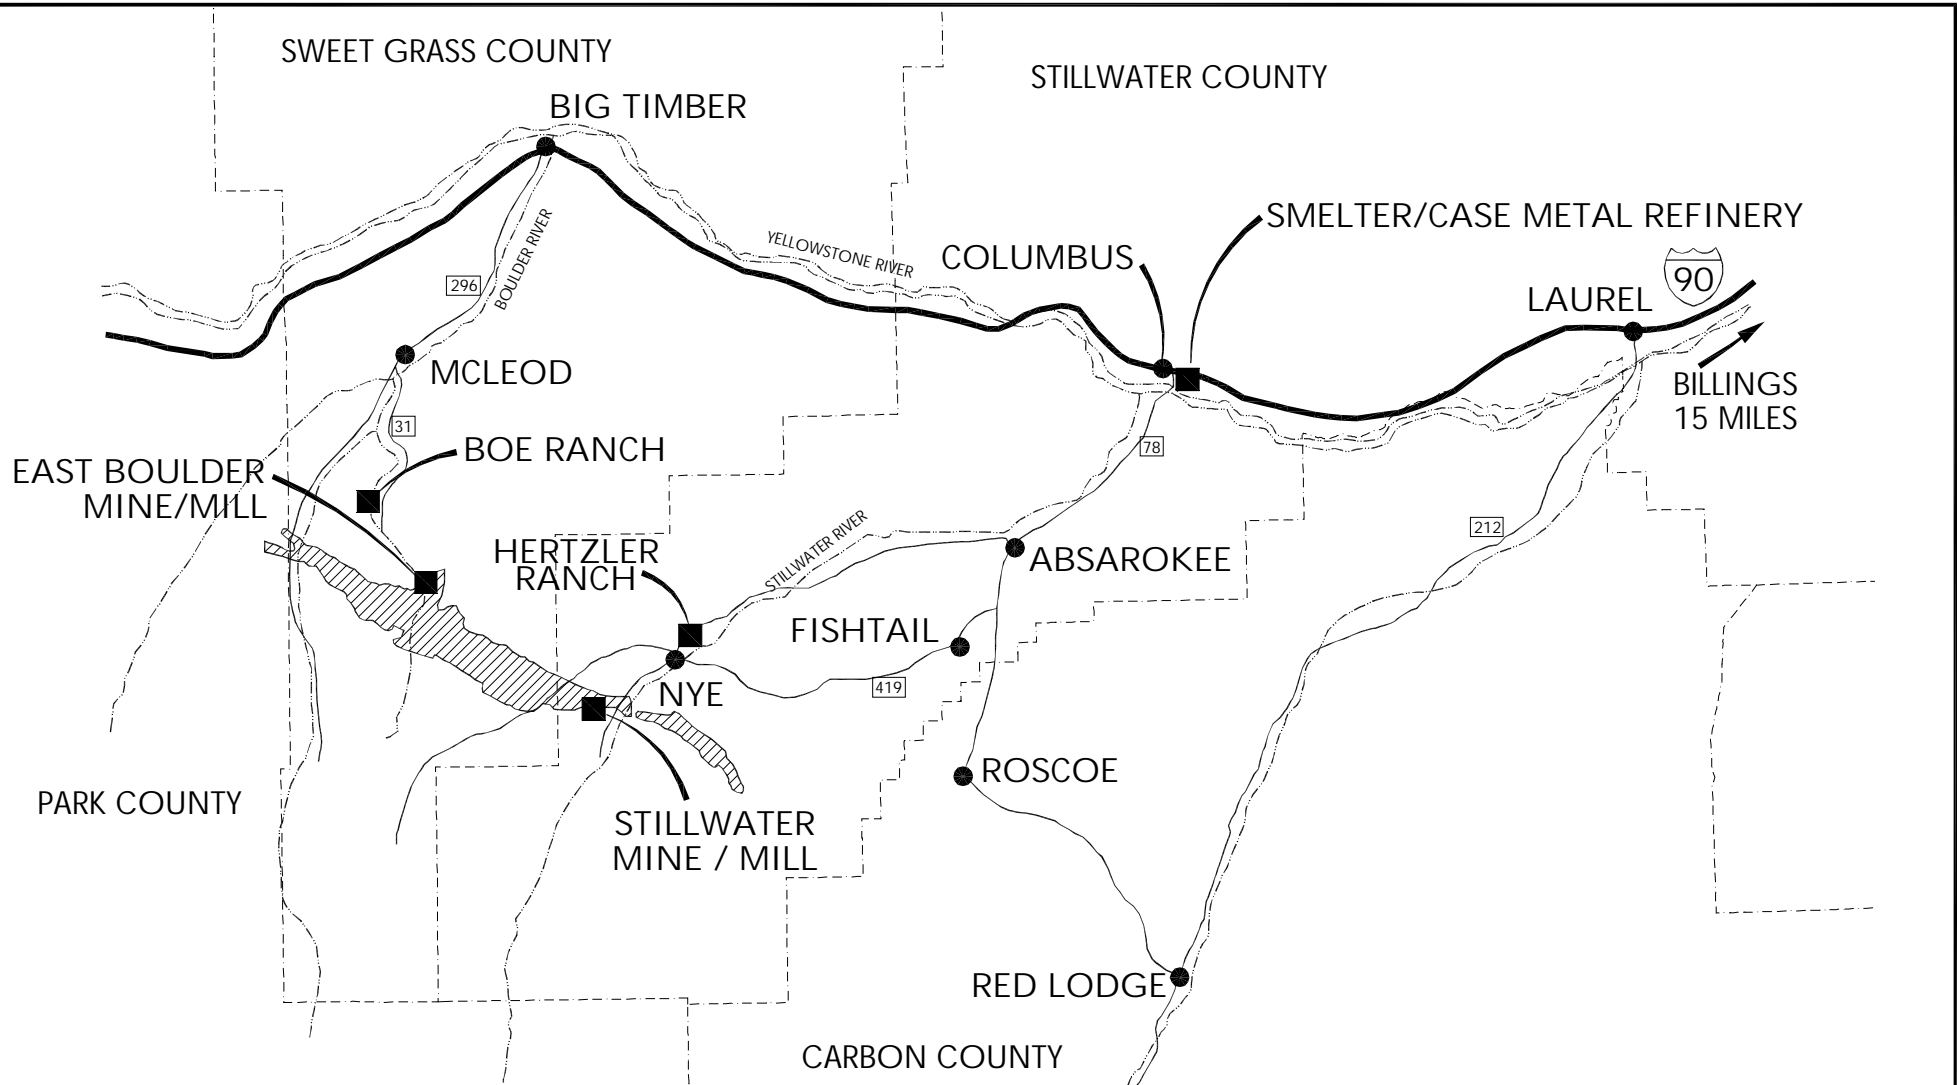 SWEET GRASS COUNTY
STILLWATER COUNTY
BIG TIMBER
SMELTER/CASE METAL REFINERY
YELLOWSTONE RIVER
COLUMBUS
BOULDER RIVER
296
90
LAUREL
MCLEOD
BILLINGS
15 MILES
31
BOE RANCH
78
EAST BOULDER
MINE/MILL
212
STILLWATER RIVER
HERTZLER
RANCH
ABSAROKEE
FISHTAIL
419
NYE
ROSCOE
PARK COUNTY
STILLWATER
MINE / MILL
RED LODGE
CARBON COUNTY